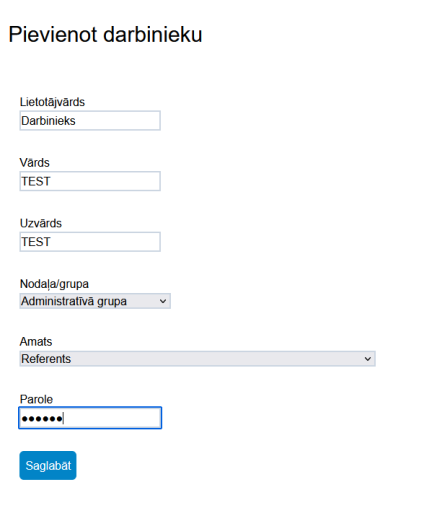 Pievienot darbinieku
Lietotājvārds
Darbinieks
Vārds
TEST
Uzvārds
TEST
Nodaļa/grupa
Administratīvā grupa
Amats
Referents
Parole
●●●●●●
Saglabāt